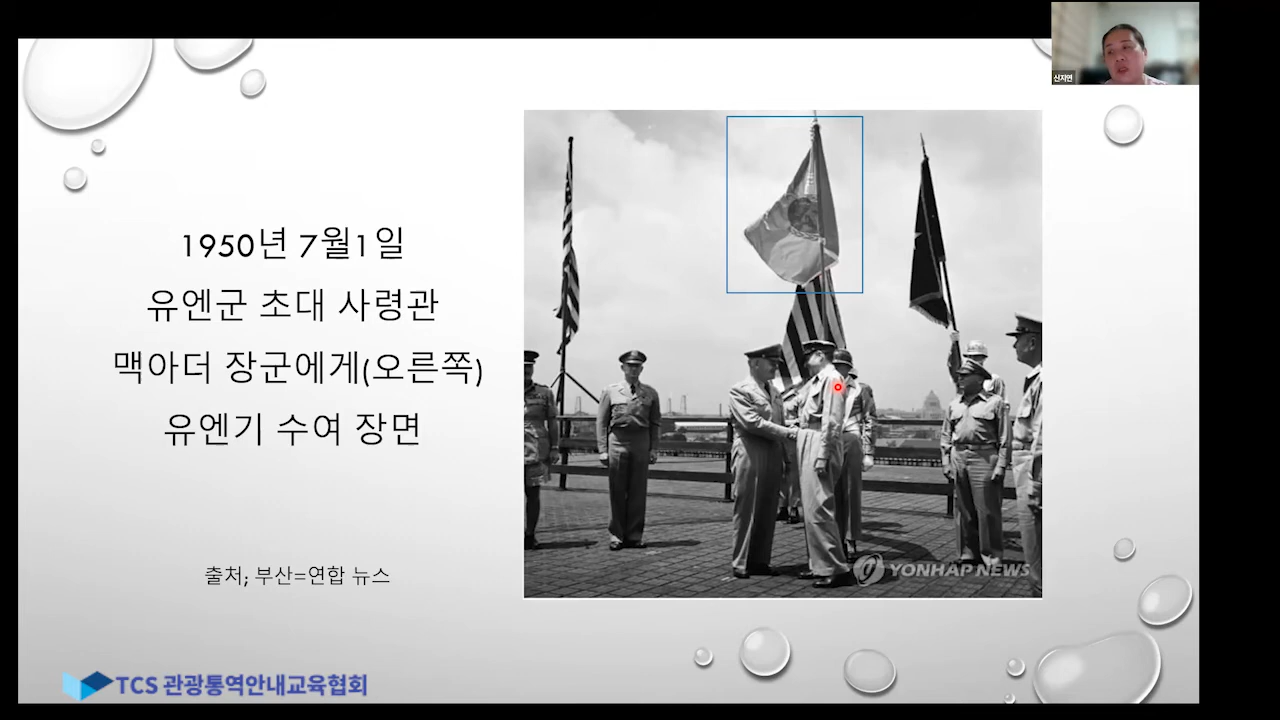 신지연
1950년 7월1일
유엔군 초대 사령관
맥아더 장군에게(오른쪽)
유엔기 수여 장면
출처; 부산=연합 뉴스
YONHAP NEWS
TCS 관광통역안내교육협회